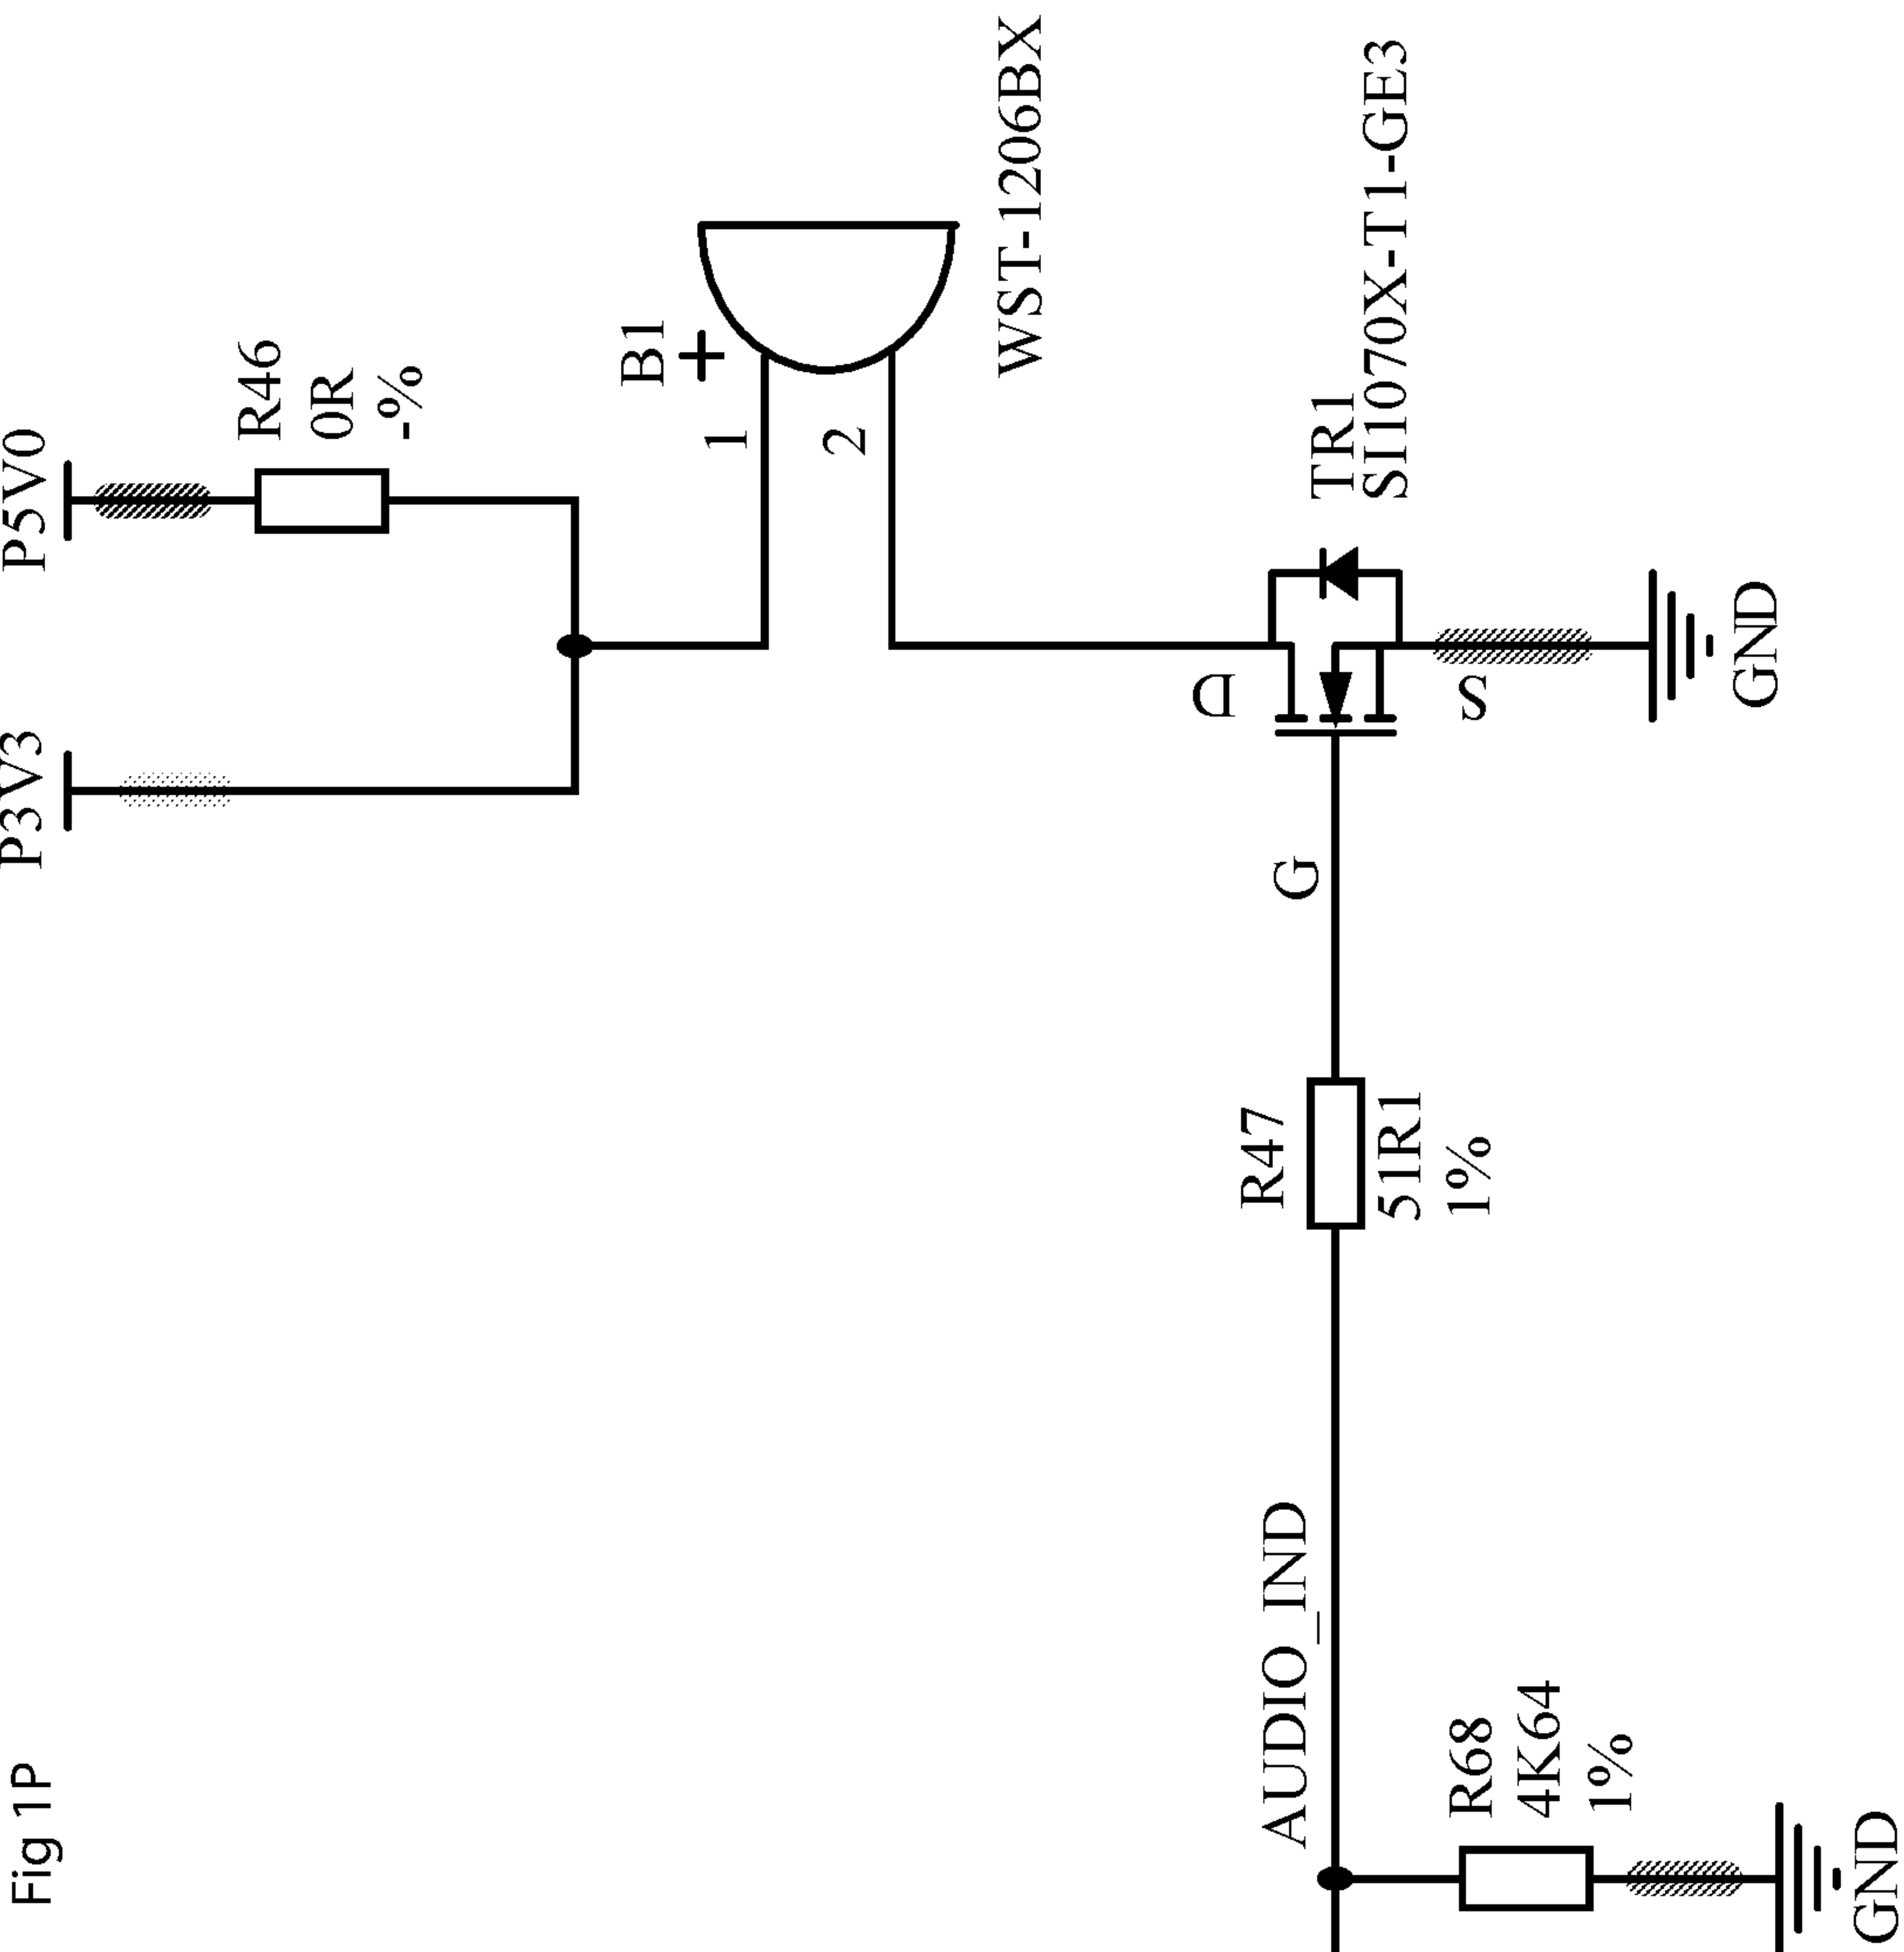 Fig 1P
P3V3
P5V0
R46
0R
-%
B1
+
1
2
WST-1206BX
TR1
SI1070X-T1-GE3
D
S
G
GND
R47
51R1
1%
AUDIO_IND
R68
4K64
1%
GND